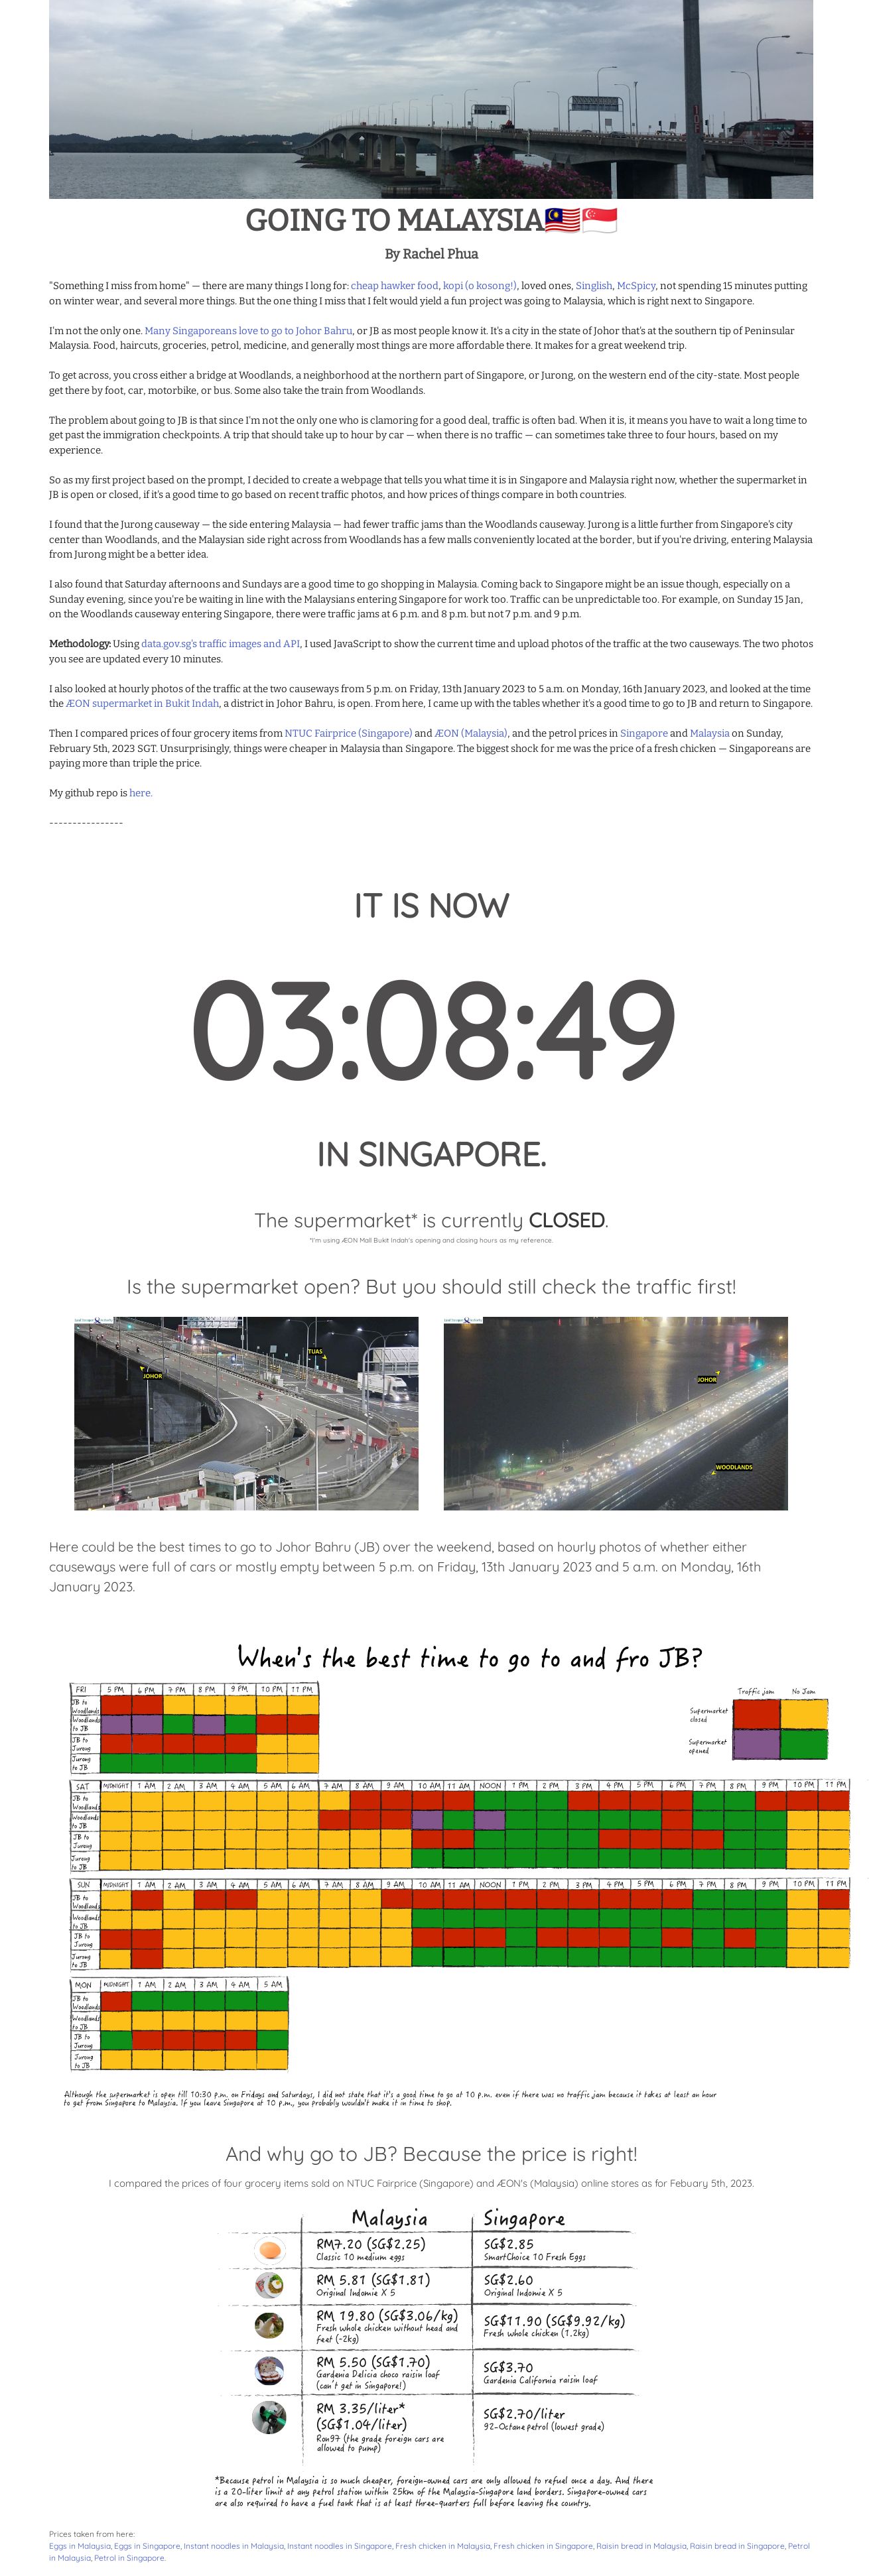 GOING TO MALAYSIA🇲🇾🇸🇬
By Rachel Phua
"Something I miss from home" — there are many things I long for: cheap hawker food, kopi (o kosong!), loved ones, Singlish, McSpicy, not spending 15 minutes putting
on winter wear, and several more things. But the one thing I miss that I felt would yield a fun project was going to Malaysia, which is right next to Singapore.
I'm not the only one. Many Singaporeans love to go to Johor Bahru, or JB as most people know it. It's a city in the state of Johor that's at the southern tip of Peninsular
Malaysia. Food, haircuts, groceries, petrol, medicine, and generally most things are more affordable there. It makes for a great weekend trip.
To get across, you cross either a bridge at Woodlands, a neighborhood at the northern part of Singapore, or Jurong, on the western end of the city-state. Most people
get there by foot, car, motorbike, or bus. Some also take the train from Woodlands.
The problem about going to JB is that since I'm not the only one who is clamoring for a good deal, traffic is often bad. When it is, it means you have to wait a long time to
get past the immigration checkpoints. A trip that should take up to hour by car — when there is no traffic — can sometimes take three to four hours, based on my
experience.
So as my first project based on the prompt, I decided to create a webpage that tells you what time it is in Singapore and Malaysia right now, whether the supermarket in
JB is open or closed, if it's a good time to go based on recent traffic photos, and how prices of things compare in both countries.
I found that the Jurong causeway — the side entering Malaysia — had fewer traffic jams than the Woodlands causeway. Jurong is a little further from Singapore's city
center than Woodlands, and the Malaysian side right across from Woodlands has a few malls conveniently located at the border, but if you're driving, entering Malaysia
from Jurong might be a better idea.
I also found that Saturday afternoons and Sundays are a good time to go shopping in Malaysia. Coming back to Singapore might be an issue though, especially on a
Sunday evening, since you're be waiting in line with the Malaysians entering Singapore for work too. Traffic can be unpredictable too. For example, on Sunday 15 Jan,
on the Woodlands causeway entering Singapore, there were traffic jams at 6 p.m. and 8 p.m. but not 7 p.m. and 9 p.m.
Methodology: Using data.gov.sg's traffic images and API, I used JavaScript to show the current time and upload photos of the traffic at the two causeways. The two photos
you see are updated every 10 minutes.
I also looked at hourly photos of the traffic at the two causeways from 5 p.m. on Friday, 13th January 2023 to 5 a.m. on Monday, 16th January 2023, and looked at the time
the ÆON supermarket in Bukit Indah, a district in Johor Bahru, is open. From here, I came up with the tables whether it's a good time to go to JB and return to Singapore.
Then I compared prices of four grocery items from NTUC Fairprice (Singapore) and ÆON (Malaysia), and the petrol prices in Singapore and Malaysia on Sunday,
February 5th, 2023 SGT. Unsurprisingly, things were cheaper in Malaysia than Singapore. The biggest shock for me was the price of a fresh chicken — Singaporeans are
paying more than triple the price.
My github repo is here.
----------------
IT IS NOW
03:08:49
IN SINGAPORE.
The supermarket* is currently CLOSED.
*I'm using ÆON Mall Bukit Indah's opening and closing hours as my reference.
Is the supermarket open? But you should still check the traffic first!
TUAS
JOHOR
JOHOR
WOODLANDS
Here could be the best times to go to Johor Bahru (JB) over the weekend, based on hourly photos of whether either
causeways were full of cars or mostly empty between 5 p.m. on Friday, 13th January 2023 and 5 a.m. on Monday, 16th
January 2023.
When's the best time to go to and fro JB?
Traffic jam No Jam
Supermarket closed
Supermarket opened
FRI 5 PM 6 PM 7 PM 8 PM 9 PM 10 PM 11 PM
JB to Woodlands
Woodlands to JB
JB to Jurong
Jurong to JB
SAT MIDNIGHT 1 AM 2 AM 3 AM 4 AM 5 AM 6 AM 7 AM 8 AM 9 AM 10 AM 11 AM NOON 1 PM 2 PM 3 PM 4 PM 5 PM 6 PM 7 PM 8 PM 9 PM 10 PM 11 PM
JB to Woodlands
Woodlands to JB
JB to Jurong
Jurong to JB
SUN MIDNIGHT 1 AM 2 AM 3 AM 4 AM 5 AM 6 AM 7 AM 8 AM 9 AM 10 AM 11 AM NOON 1 PM 2 PM 3 PM 4 PM 5 PM 6 PM 7 PM 8 PM 9 PM 10 PM 11 PM
JB to Woodlands
Woodlands to JB
JB to Jurong
Jurong to JB
MON MIDNIGHT 1 AM 2 AM 3 AM 4 AM 5 AM
JB to Woodlands
Woodlands to JB
JB to Jurong
Jurong to JB
Although the supermarket is open till 10:30 p.m. on Fridays and Saturdays, I did not state that it's a good time to go at 10 p.m. even if there was no traffic jam because it takes at least an hour
to get from Singapore to Malaysia. If you leave Singapore at 10 p.m., you probably wouldn't make it in time to shop.
And why go to JB? Because the price is right!
I compared the prices of four grocery items sold on NTUC Fairprice (Singapore) and ÆON's (Malaysia) online stores as for Febuary 5th, 2023.
Malaysia Singapore
RM7.20 (SG$2.25) SG$2.85
Classic 10 medium eggs SmartChoice 10 Fresh Eggs
RM 5.81 (SG$1.81) SG$2.60
Original Indomie X 5 Original Indomie X 5
RM 19.80 (SG$3.06/kg) SG$11.90 (SG$9.92/kg)
Fresh whole chicken without head and Fresh whole chicken (1.2kg)
feet (~2kg)
RM 5.50 (SG$1.70) SG$3.70
Gardenia Delicia choco raisin loaf Gardenia California raisin loaf
(can't get in Singapore!)
RM 3.35/liter* SG$2.70/liter
(SG$1.04/liter) 92-Octane petrol (lowest grade)
Ron97 (the grade foreign cars are
allowed to pump)
*Because petrol in Malaysia is so much cheaper, foreign-owned cars are only allowed to refuel once a day. And there
is a 20-liter limit at any petrol station within 25km of the Malaysia-Singapore land borders. Singapore-owned cars
are also required to have a fuel tank that is at least three-quarters full before leaving the country.
Prices taken from here:
Eggs in Malaysia, Eggs in Singapore, Instant noodles in Malaysia, Instant noodles in Singapore, Fresh chicken in Malaysia, Fresh chicken in Singapore, Raisin bread in Malaysia, Raisin bread in Singapore, Petrol
in Malaysia, Petrol in Singapore.